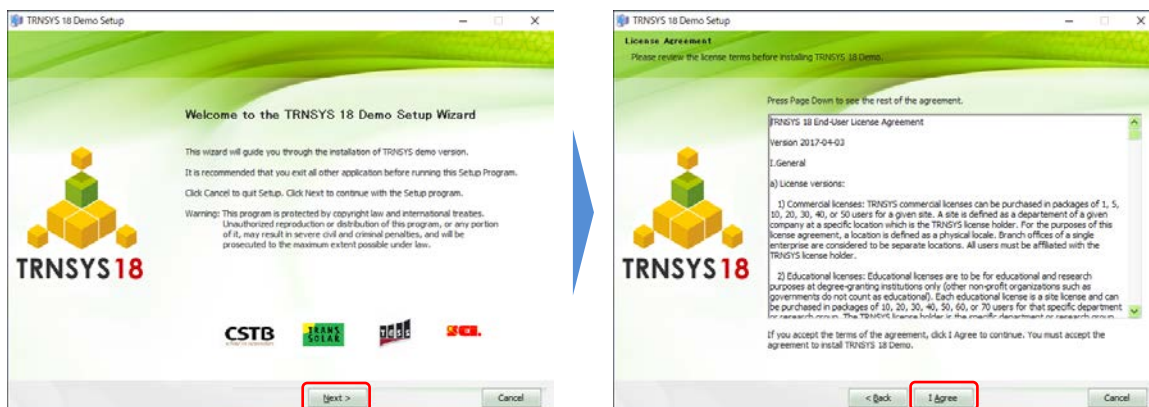 TRNSYS 18 Demo Setup
Welcome to the TRNSYS 18 Demo Setup Wizard
This wizard will guide you through the installation of TRNSYS demo version.
It is recommended that you exit all other application before running this Setup Program.
Click Cancel to quit Setup. Click Next to continue with the Setup program.
Warning: This program is protected by copyright law and international treaties.
Unauthorized reproduction or distribution of this program, or any portion
of it, may result in severe civil and criminal penalties, and will be
prosecuted to the maximum extent possible under law.
TRNSYS18
CSTB
TRANS
SOLAR
Next >
Cancel
TRNSYS 18 Demo Setup
License Agreement
Please review the license terms before installing TRNSYS 18 Demo.
Press Page Down to see the rest of the agreement.
TRNSYS 18 End-User License Agreement
Version 2017-04-03
I.General
a) License versions:
1) Commercial licenses: TRNSYS commercial licenses can be purchased in packages of 1, 5,
10, 20, 30, 40, or 50 users for a given site. A site is defined as a departement of a given
company at a specific location which is the TRNSYS license holder. For the purposes of this
license agreement, a location is defined as a physical locale. Branch offices of a single
enterprise are considered to be separate locations. All users must be affiliated with the
TRNSYS license holder.
2) Educational licenses: Educational licenses are to be for educational and research
purposes at degree-granting institutions only (other non-profit organizations such as
governments do not count as educational). Each educational license is a site license and can
be purchased in packages of 10, 20, 30, 40, 50, 60, or 70 users for that specific department
or research group. The TRNSYS license holder is the specific department or research group
If you accept the terms of the agreement, click I Agree to continue. You must accept the
agreement to install TRNSYS 18 Demo.
TRNSYS18
< Back
I Agree
Cancel